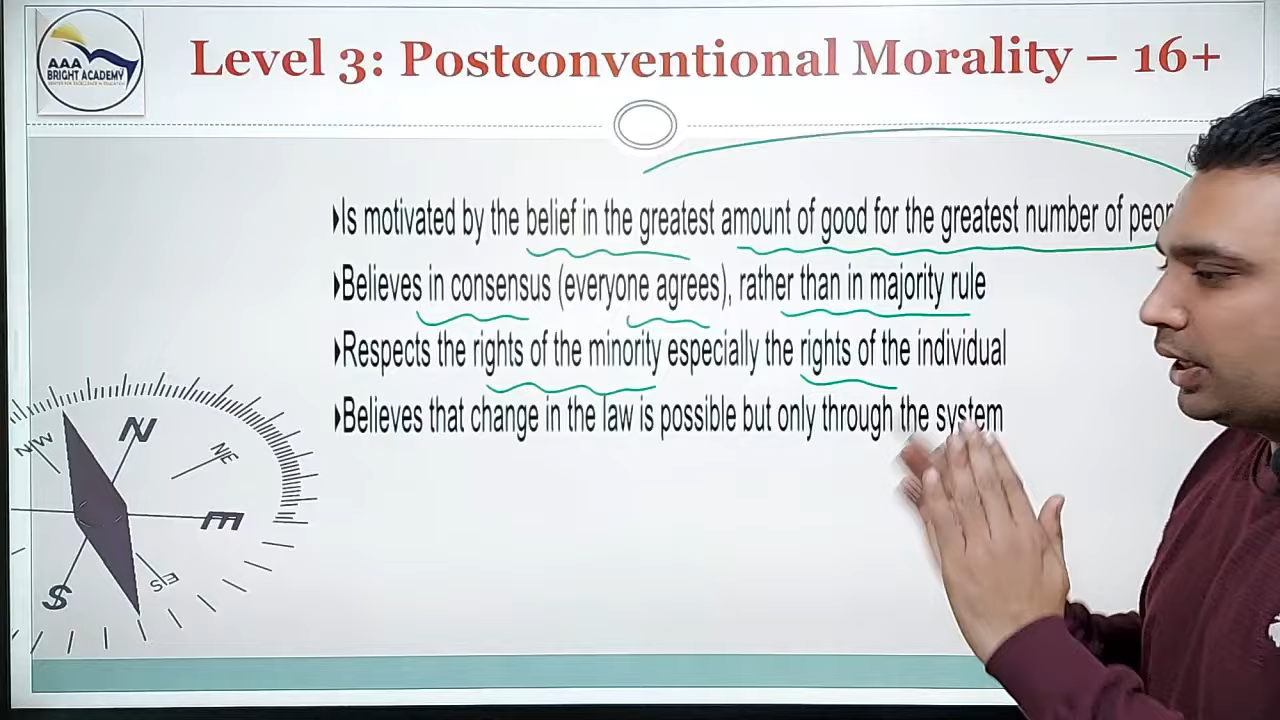 AAA
BRIGHT ACADEMY
Level 3: Postconventional Morality – 16+
Is motivated by the belief in the greatest amount of good for the greatest number of
Believes in consensus (everyone agrees), rather than in majority rule
Respects the rights of the minority especially the rights of the individual
Believes that change in the law is possible but only through the system
NW
N
NE
E
SE
S